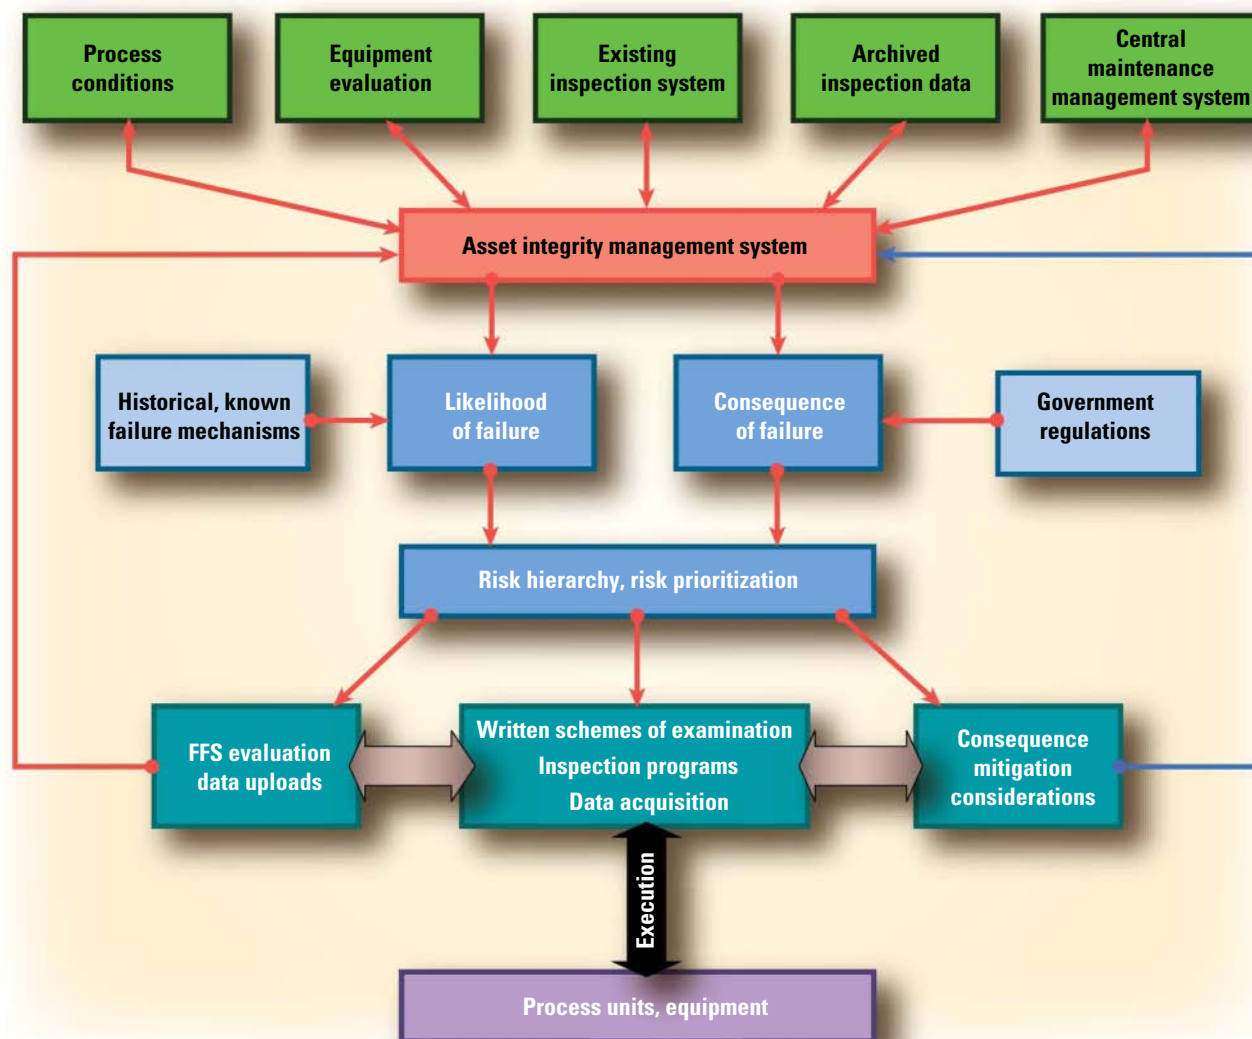 Process
conditions
Equipment
evaluation
Existing
inspection system
Archived
inspection data
Central
maintenance
management system
Asset integrity management system
Historical, known
failure mechanisms
Likelihood
of failure
Consequence
of failure
Government
regulations
Risk hierarchy, risk prioritization
FFS evaluation
data uploads
Written schemes of examination
Inspection programs
Data acquisition
Consequence
mitigation
considerations
Execution
Process units, equipment